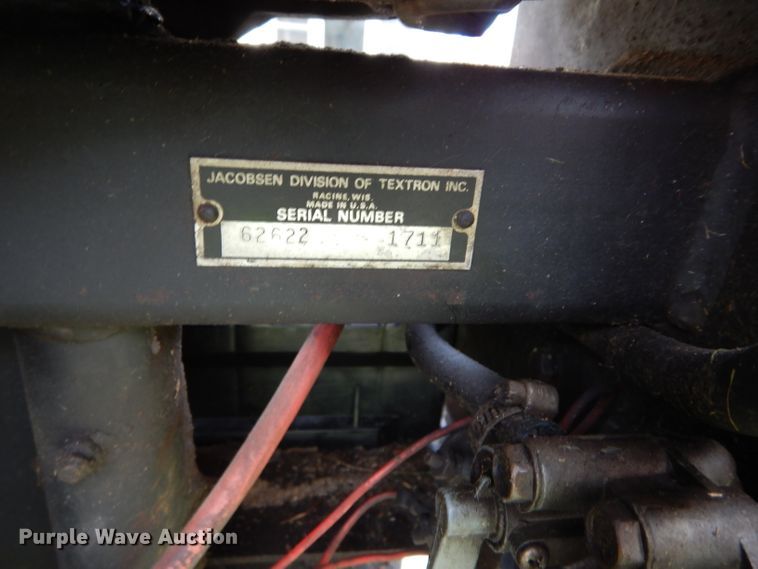 JACOBSEN DIVISION OF TEXTRON INC.
RACINE, WIS.
MADE IN U.S.A.
SERIAL NUMBER
62622 1711
Purple Wave Auction®